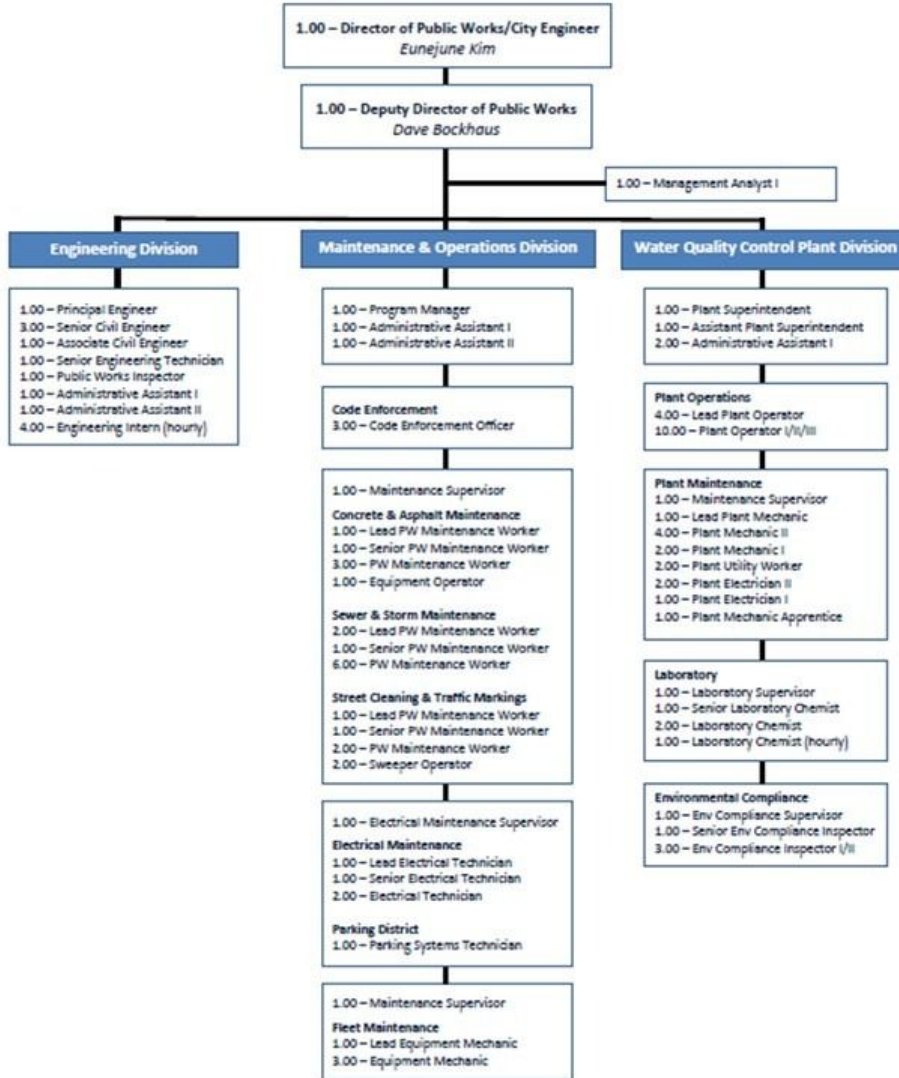 1.00 – Director of Public Works/City Engineer
Eunejune Kim
1.00 – Deputy Director of Public Works
Dave Bockhaus
1.00 – Management Analyst I
Engineering Division
1.00 – Principal Engineer
3.00 – Senior Civil Engineer
1.00 – Associate Civil Engineer
1.00 – Senior Engineering Technician
1.00 – Public Works Inspector
1.00 – Administrative Assistant I
1.00 – Administrative Assistant II
4.00 – Engineering Intern (hourly)
Maintenance & Operations Division
1.00 – Program Manager
1.00 – Administrative Assistant I
1.00 – Administrative Assistant II
Code Enforcement
3.00 – Code Enforcement Officer
1.00 – Maintenance Supervisor
Concrete & Asphalt Maintenance
1.00 – Lead PW Maintenance Worker
1.00 – Senior PW Maintenance Worker
3.00 – PW Maintenance Worker
1.00 – Equipment Operator
Sewer & Storm Maintenance
2.00 – Lead PW Maintenance Worker
1.00 – Senior PW Maintenance Worker
6.00 – PW Maintenance Worker
Street Cleaning & Traffic Markings
1.00 – Lead PW Maintenance Worker
1.00 – Senior PW Maintenance Worker
2.00 – PW Maintenance Worker
2.00 – Sweeper Operator
1.00 – Electrical Maintenance Supervisor
Electrical Maintenance
1.00 – Lead Electrical Technician
1.00 – Senior Electrical Technician
2.00 – Electrical Technician
Parking District
1.00 – Parking Systems Technician
1.00 – Maintenance Supervisor
Fleet Maintenance
1.00 – Lead Equipment Mechanic
3.00 – Equipment Mechanic
Water Quality Control Plant Division
1.00 – Plant Superintendent
1.00 – Assistant Plant Superintendent
2.00 – Administrative Assistant I
Plant Operations
4.00 – Lead Plant Operator
10.00 – Plant Operator I/II/III
Plant Maintenance
1.00 – Maintenance Supervisor
1.00 – Lead Plant Mechanic
4.00 – Plant Mechanic II
2.00 – Plant Mechanic I
2.00 – Plant Utility Worker
2.00 – Plant Electrician II
1.00 – Plant Electrician I
1.00 – Plant Mechanic Apprentice
Laboratory
1.00 – Laboratory Supervisor
1.00 – Senior Laboratory Chemist
2.00 – Laboratory Chemist
1.00 – Laboratory Chemist (hourly)
Environmental Compliance
1.00 – Env Compliance Supervisor
1.00 – Senior Env Compliance Inspector
3.00 – Env Compliance Inspector I/II